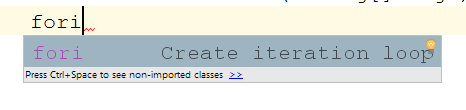 fori
fori Create iteration loop
Press Ctrl+Space to see non-imported classes >>